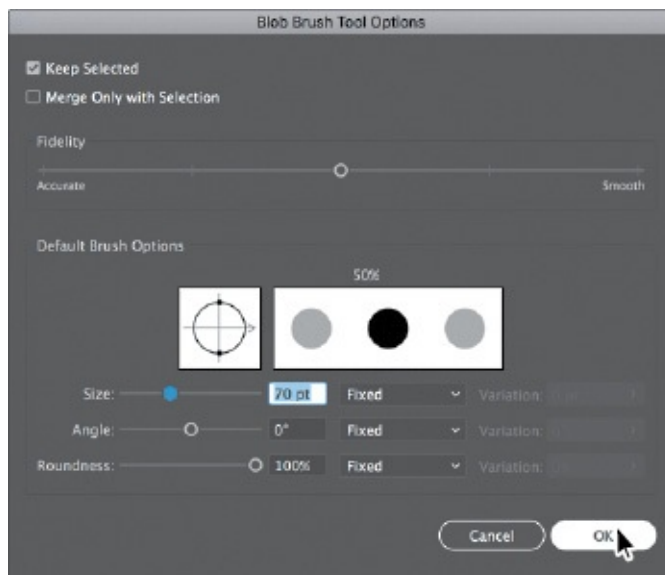 Blob Brush Tool Options
Keep Selected
Merge Only with Selection
Fidelity
Accurate Smooth
Default Brush Options
50%
Size: 70 pt Fixed Variation:
Angle: 0° Fixed Variation:
Roundness: 100% Fixed Variation:
Cancel OK